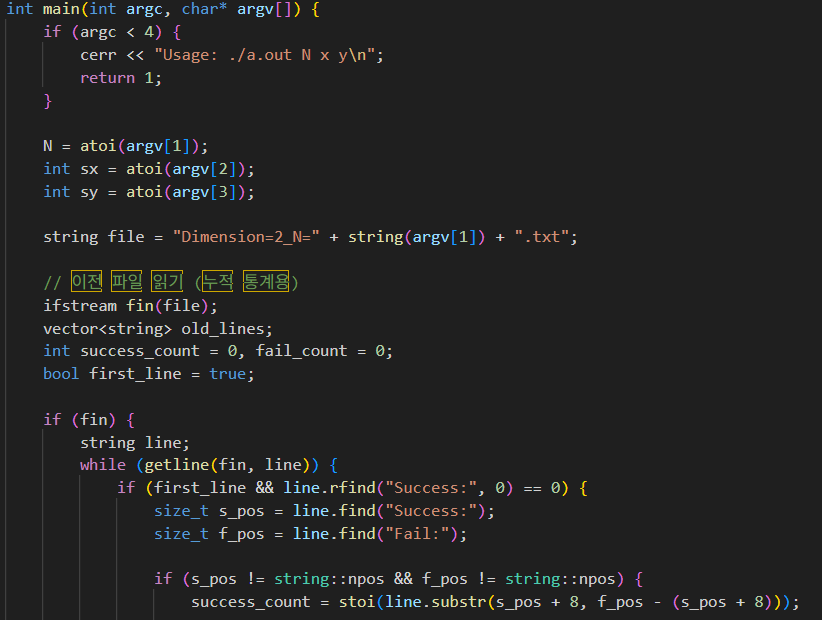 int main(int argc, char* argv[]) {
    if (argc < 4) {
        cerr << "Usage: ./a.out N x y\n";
        return 1;
    }

    N = atoi(argv[1]);
    int sx = atoi(argv[2]);
    int sy = atoi(argv[3]);

    string file = "Dimension=2_N=" + string(argv[1]) + ".txt";

    // 이전 파일 읽기 (누적 통계용)
    ifstream fin(file);
    vector<string> old_lines;
    int success_count = 0, fail_count = 0;
    bool first_line = true;

    if (fin) {
        string line;
        while (getline(fin, line)) {
            if (first_line && line.rfind("Success:", 0) == 0) {
                size_t s_pos = line.find("Success:");
                size_t f_pos = line.find("Fail:");

                if (s_pos != string::npos && f_pos != string::npos) {
                    success_count = stoi(line.substr(s_pos + 8, f_pos - (s_pos + 8)));